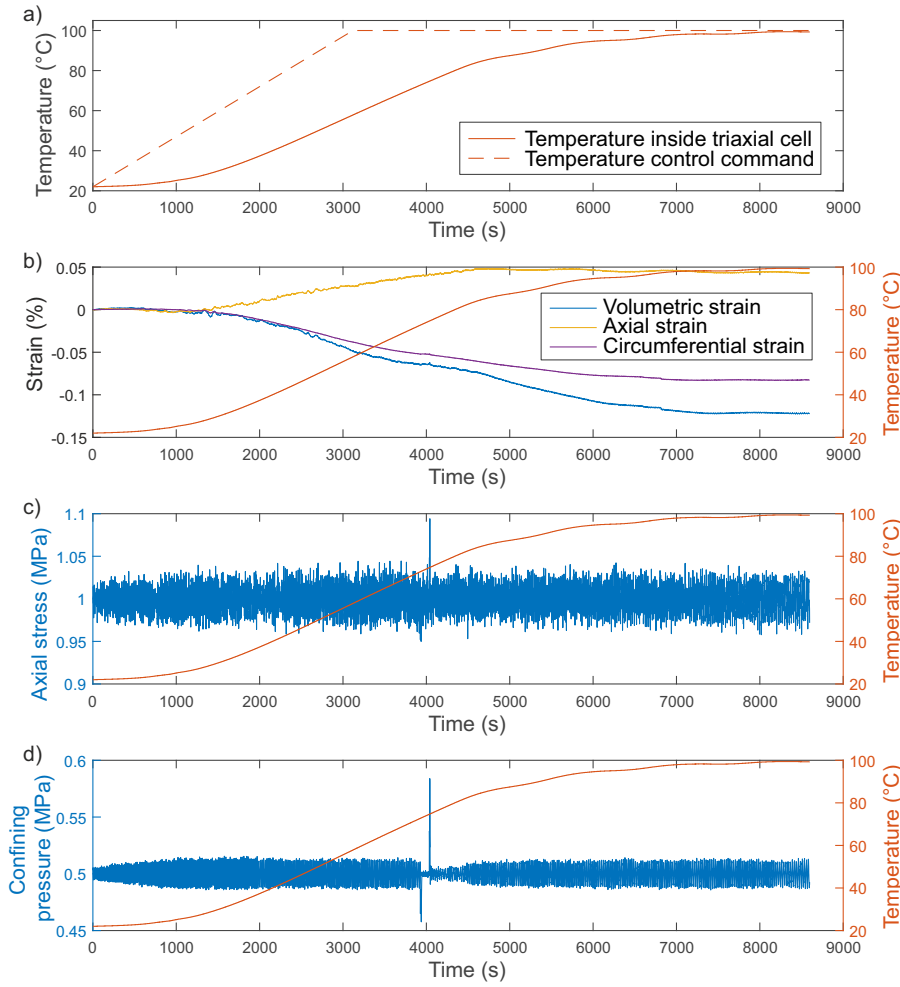 a)
100
80
60
40
20
Temperature (°C)
Temperature inside triaxial cell
Temperature control command
0 1000 2000 3000 4000 5000 6000 7000 8000 9000
Time (s)
b)
0.05
0
-0.05
-0.1
-0.15
Strain (%)
Volumetric strain
Axial strain
Circumferential strain
100
80
60
40
20
Temperature (°C)
0 1000 2000 3000 4000 5000 6000 7000 8000 9000
Time (s)
c)
1.1
1.05
1
0.95
0.9
Axial stress (MPa)
100
80
60
40
20
Temperature (°C)
0 1000 2000 3000 4000 5000 6000 7000 8000 9000
Time (s)
d)
0.6
0.55
0.5
0.45
Confining
pressure (MPa)
100
80
60
40
20
Temperature (°C)
0 1000 2000 3000 4000 5000 6000 7000 8000 9000
Time (s)